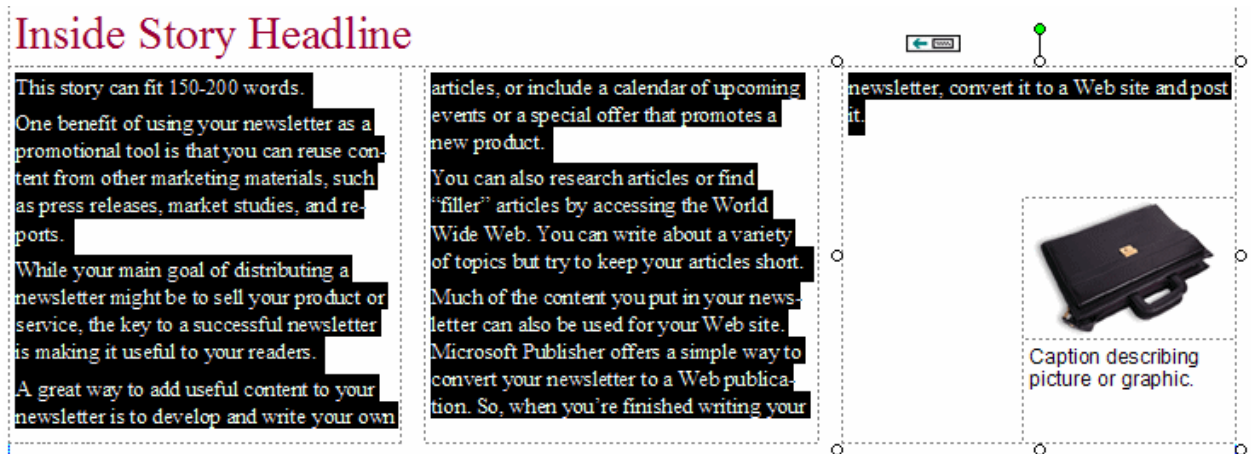 Inside Story Headline
This story can fit 150-200 words.
One benefit of using your newsletter as a
promotional tool is that you can reuse con-
tent from other marketing materials, such
as press releases, market studies, and re-
ports.
While your main goal of distributing a
newsletter might be to sell your product or
service, the key to a successful newsletter
is making it useful to your readers.
A great way to add useful content to your
newsletter is to develop and write your own
articles, or include a calendar of upcoming
events or a special offer that promotes a
new product.
You can also research articles or find
“filler” articles by accessing the World
Wide Web. You can write about a variety
of topics but try to keep your articles short.
Much of the content you put in your news-
letter can also be used for your Web site.
Microsoft Publisher offers a simple way to
convert your newsletter to a Web publica-
tion. So, when you’re finished writing your
newsletter, convert it to a Web site and post
it.
Caption describing
picture or graphic.